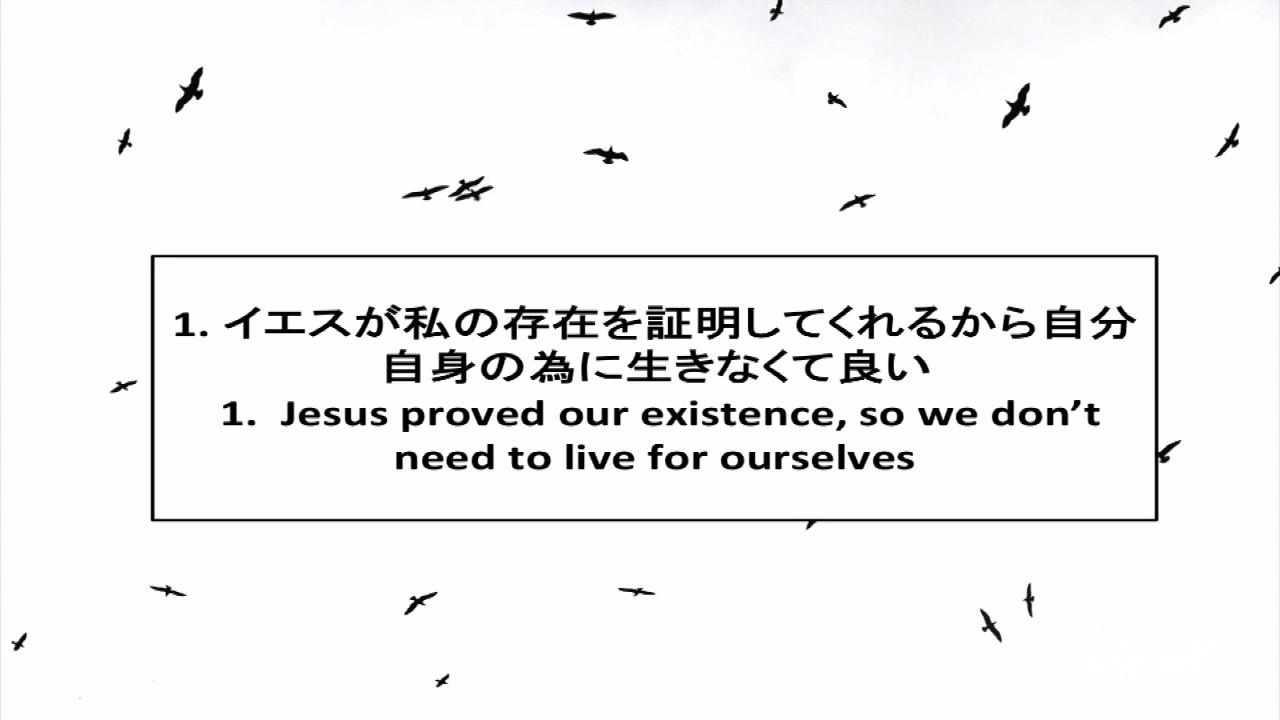 1. イエスが私の存在を証明してくれるから自分
自身の為に生きなくて良い
1. Jesus proved our existence, so we don’t
need to live for ourselves